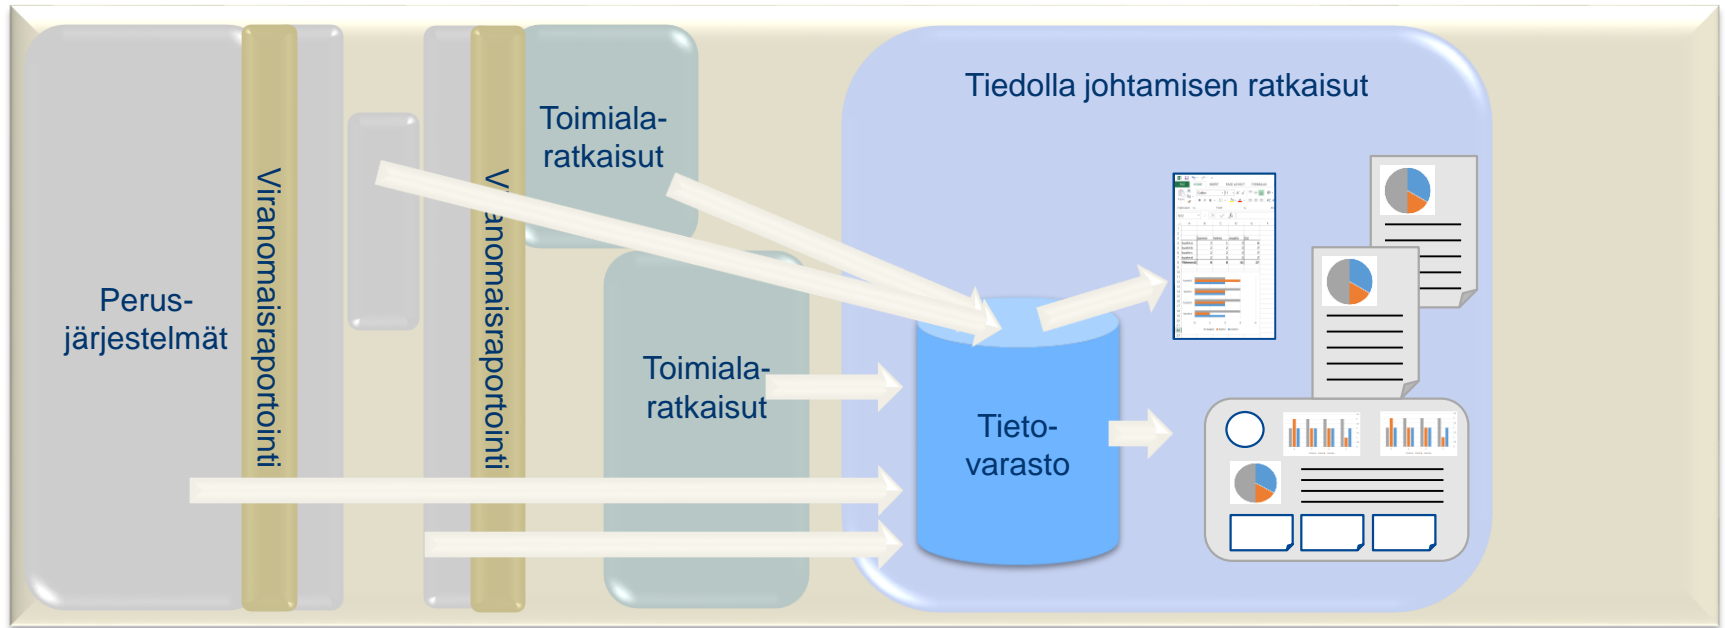 Tiedolla johtamisen ratkaisut
Toimiala-
ratkaisut
Perus-
järjestelmät
Viranomaisraportointi
Viranomaisraportointi
Toimiala-
ratkaisut
Tieto-
varasto